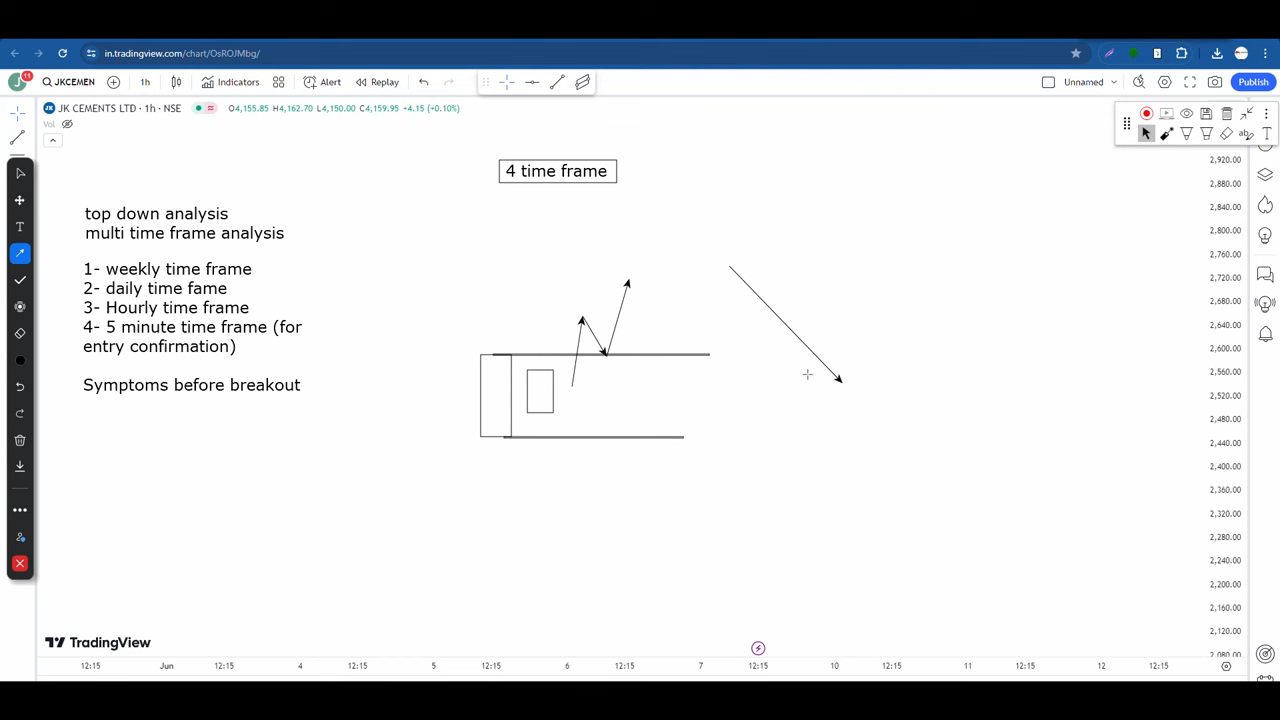 in.tradingview.com/chart/OsROJMbg/
11
JKCEMEN
1h
Indicators
Alert
Replay
Unnamed
Publish
JK CEMENTS LTD · 1h · NSE
O4,155.85 H4,162.70 L4,150.00 C4,159.95 +4.15 (+0.10%)
Vol
4 time frame
top down analysis
multi time frame analysis
1- weekly time frame
2- daily time fame
3- Hourly time frame
4- 5 minute time frame (for
entry confirmation)
Symptoms before breakout
2,920.00
2,880.00
2,840.00
2,800.00
2,760.00
2,720.00
2,680.00
2,640.00
2,600.00
2,560.00
2,520.00
2,480.00
2,440.00
2,400.00
2,360.00
2,320.00
2,280.00
2,240.00
2,200.00
2,160.00
2,120.00
2,080.00
TradingView
12:15 Jun 12:15 4 12:15 5 12:15 6 12:15 7 12:15 10 12:15 11 12:15 12 12:15